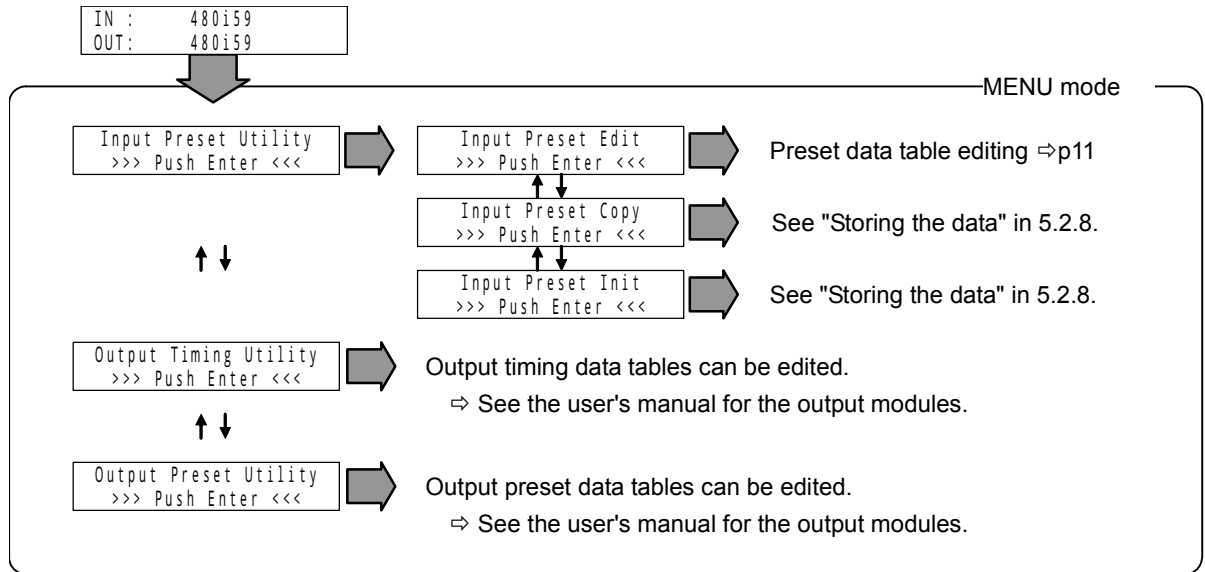 IN : 480i59
OUT: 480i59
MENU mode
Input Preset Utility
>>> Push Enter <<<
Input Preset Edit
>>> Push Enter <<<
Preset data table editing ⇨p11
Input Preset Copy
>>> Push Enter <<<
See "Storing the data" in 5.2.8.
Input Preset Init
>>> Push Enter <<<
See "Storing the data" in 5.2.8.
Output Timing Utility
>>> Push Enter <<<
Output timing data tables can be edited.
⇨ See the user's manual for the output modules.
Output Preset Utility
>>> Push Enter <<<
Output preset data tables can be edited.
⇨ See the user's manual for the output modules.